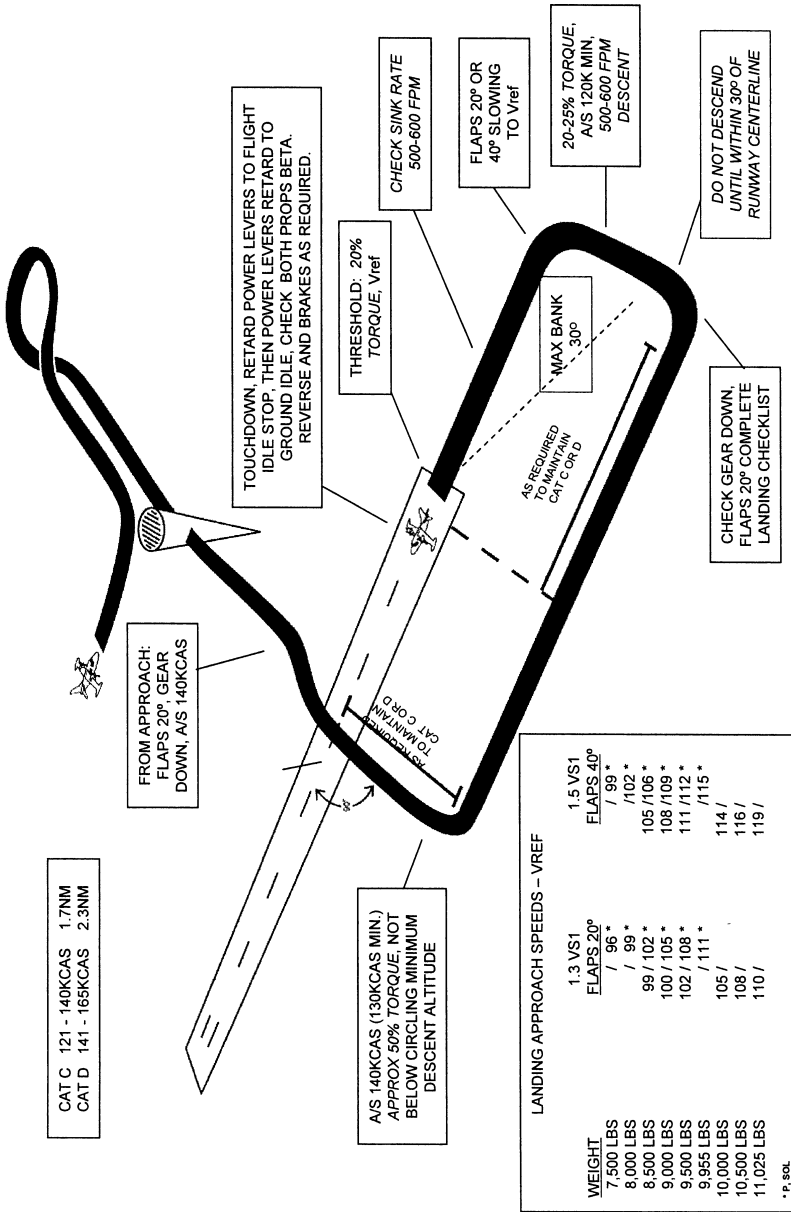 CAT C 121 - 140KCAS 1.7NM
CAT D 141 - 165KCAS 2.3NM
FROM APPROACH:
FLAPS 20º, GEAR
DOWN, A/S 140KCAS
TOUCHDOWN, RETARD POWER LEVERS TO FLIGHT
IDLE STOP, THEN POWER LEVERS RETARD TO
GROUND IDLE, CHECK BOTH PROPS BETA.
REVERSE AND BRAKES AS REQUIRED.
THRESHOLD: 20%
TORQUE, Vref
CHECK SINK RATE
500-600 FPM
FLAPS 20º OR
40º SLOWING
TO Vref
20-25% TORQUE,
A/S 120K MIN,
500-600 FPM
DESCENT
DO NOT DESCEND
UNTIL WITHIN 30º OF
RUNWAY CENTERLINE
MAX BANK
30º
AS REQUIRED
TO MAINTAIN
CAT C OR D
AS REQUIRED
TO MAINTAIN
CAT C OR D
CHECK GEAR DOWN,
FLAPS 20º COMPLETE
LANDING CHECKLIST
A/S 140KCAS (130KCAS MIN.)
APPROX 50% TORQUE, NOT
BELOW CIRCLING MINIMUM
DESCENT ALTITUDE
LANDING APPROACH SPEEDS – VREF
1.3 VS1 1.5 VS1
WEIGHT FLAPS 20º FLAPS 40º
7,500 LBS / 96 * / 99 *
8,000 LBS / 99 * /102 *
8,500 LBS 99 / 102 * 105 /106 *
9,000 LBS 100 / 105 * 108 /109 *
9,500 LBS 102 / 108 * 111 /112 *
9,955 LBS / 111 * /115 *
10,000 LBS 105 / 114 /
10,500 LBS 108 / 116 /
11,025 LBS 110 / 119 /
* P, SOL